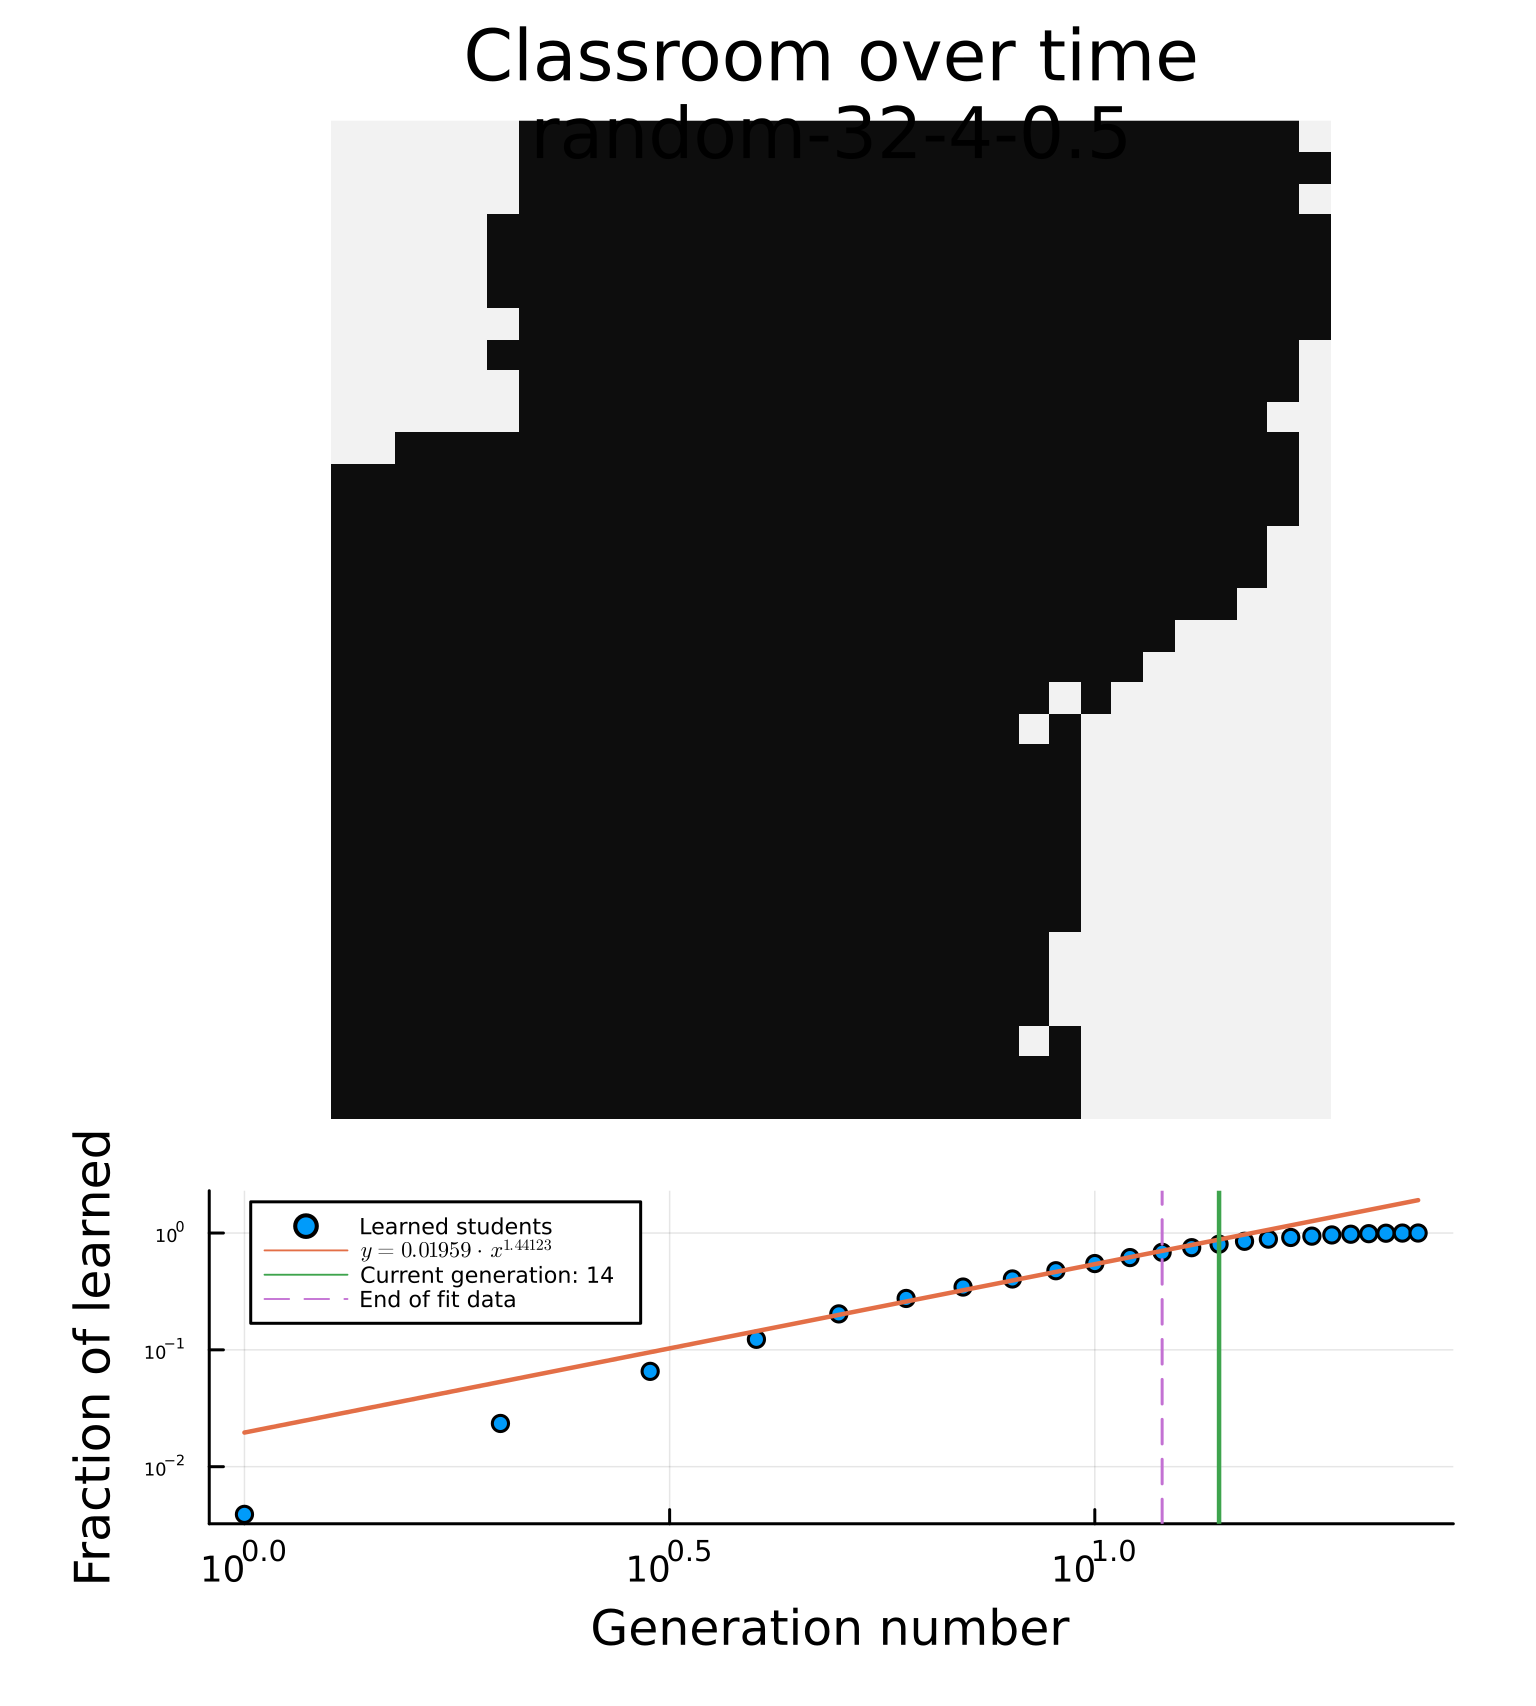 Classroom over time
random-32-4-0.5
Fraction of learned
10⁰
10⁻¹
10⁻²
Learned students
y = 0.01959 · x^1.44123
Current generation: 14
End of fit data
10^0.0
10^0.5
10^1.0
Generation number